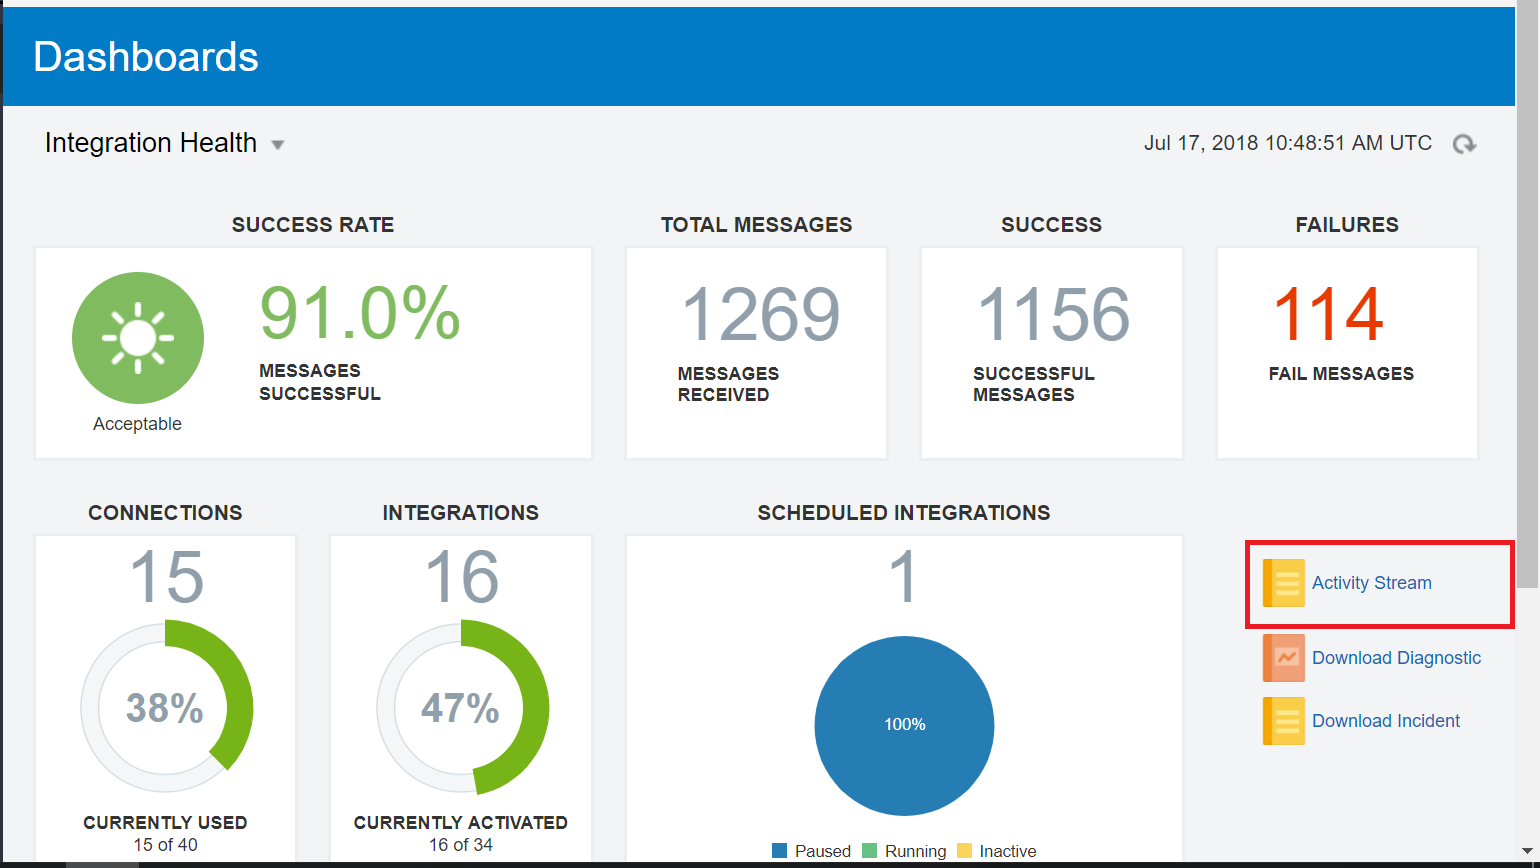 Dashboards
Integration Health
Jul 17, 2018 10:48:51 AM UTC
SUCCESS RATE
91.0%
MESSAGES
SUCCESSFUL
Acceptable
TOTAL MESSAGES
1269
MESSAGES
RECEIVED
SUCCESS
1156
SUCCESSFUL
MESSAGES
FAILURES
114
FAIL MESSAGES
CONNECTIONS
15
38%
CURRENTLY USED
15 of 40
INTEGRATIONS
16
47%
CURRENTLY ACTIVATED
16 of 34
SCHEDULED INTEGRATIONS
1
100%
Paused Running Inactive
Activity Stream
Download Diagnostic
Download Incident